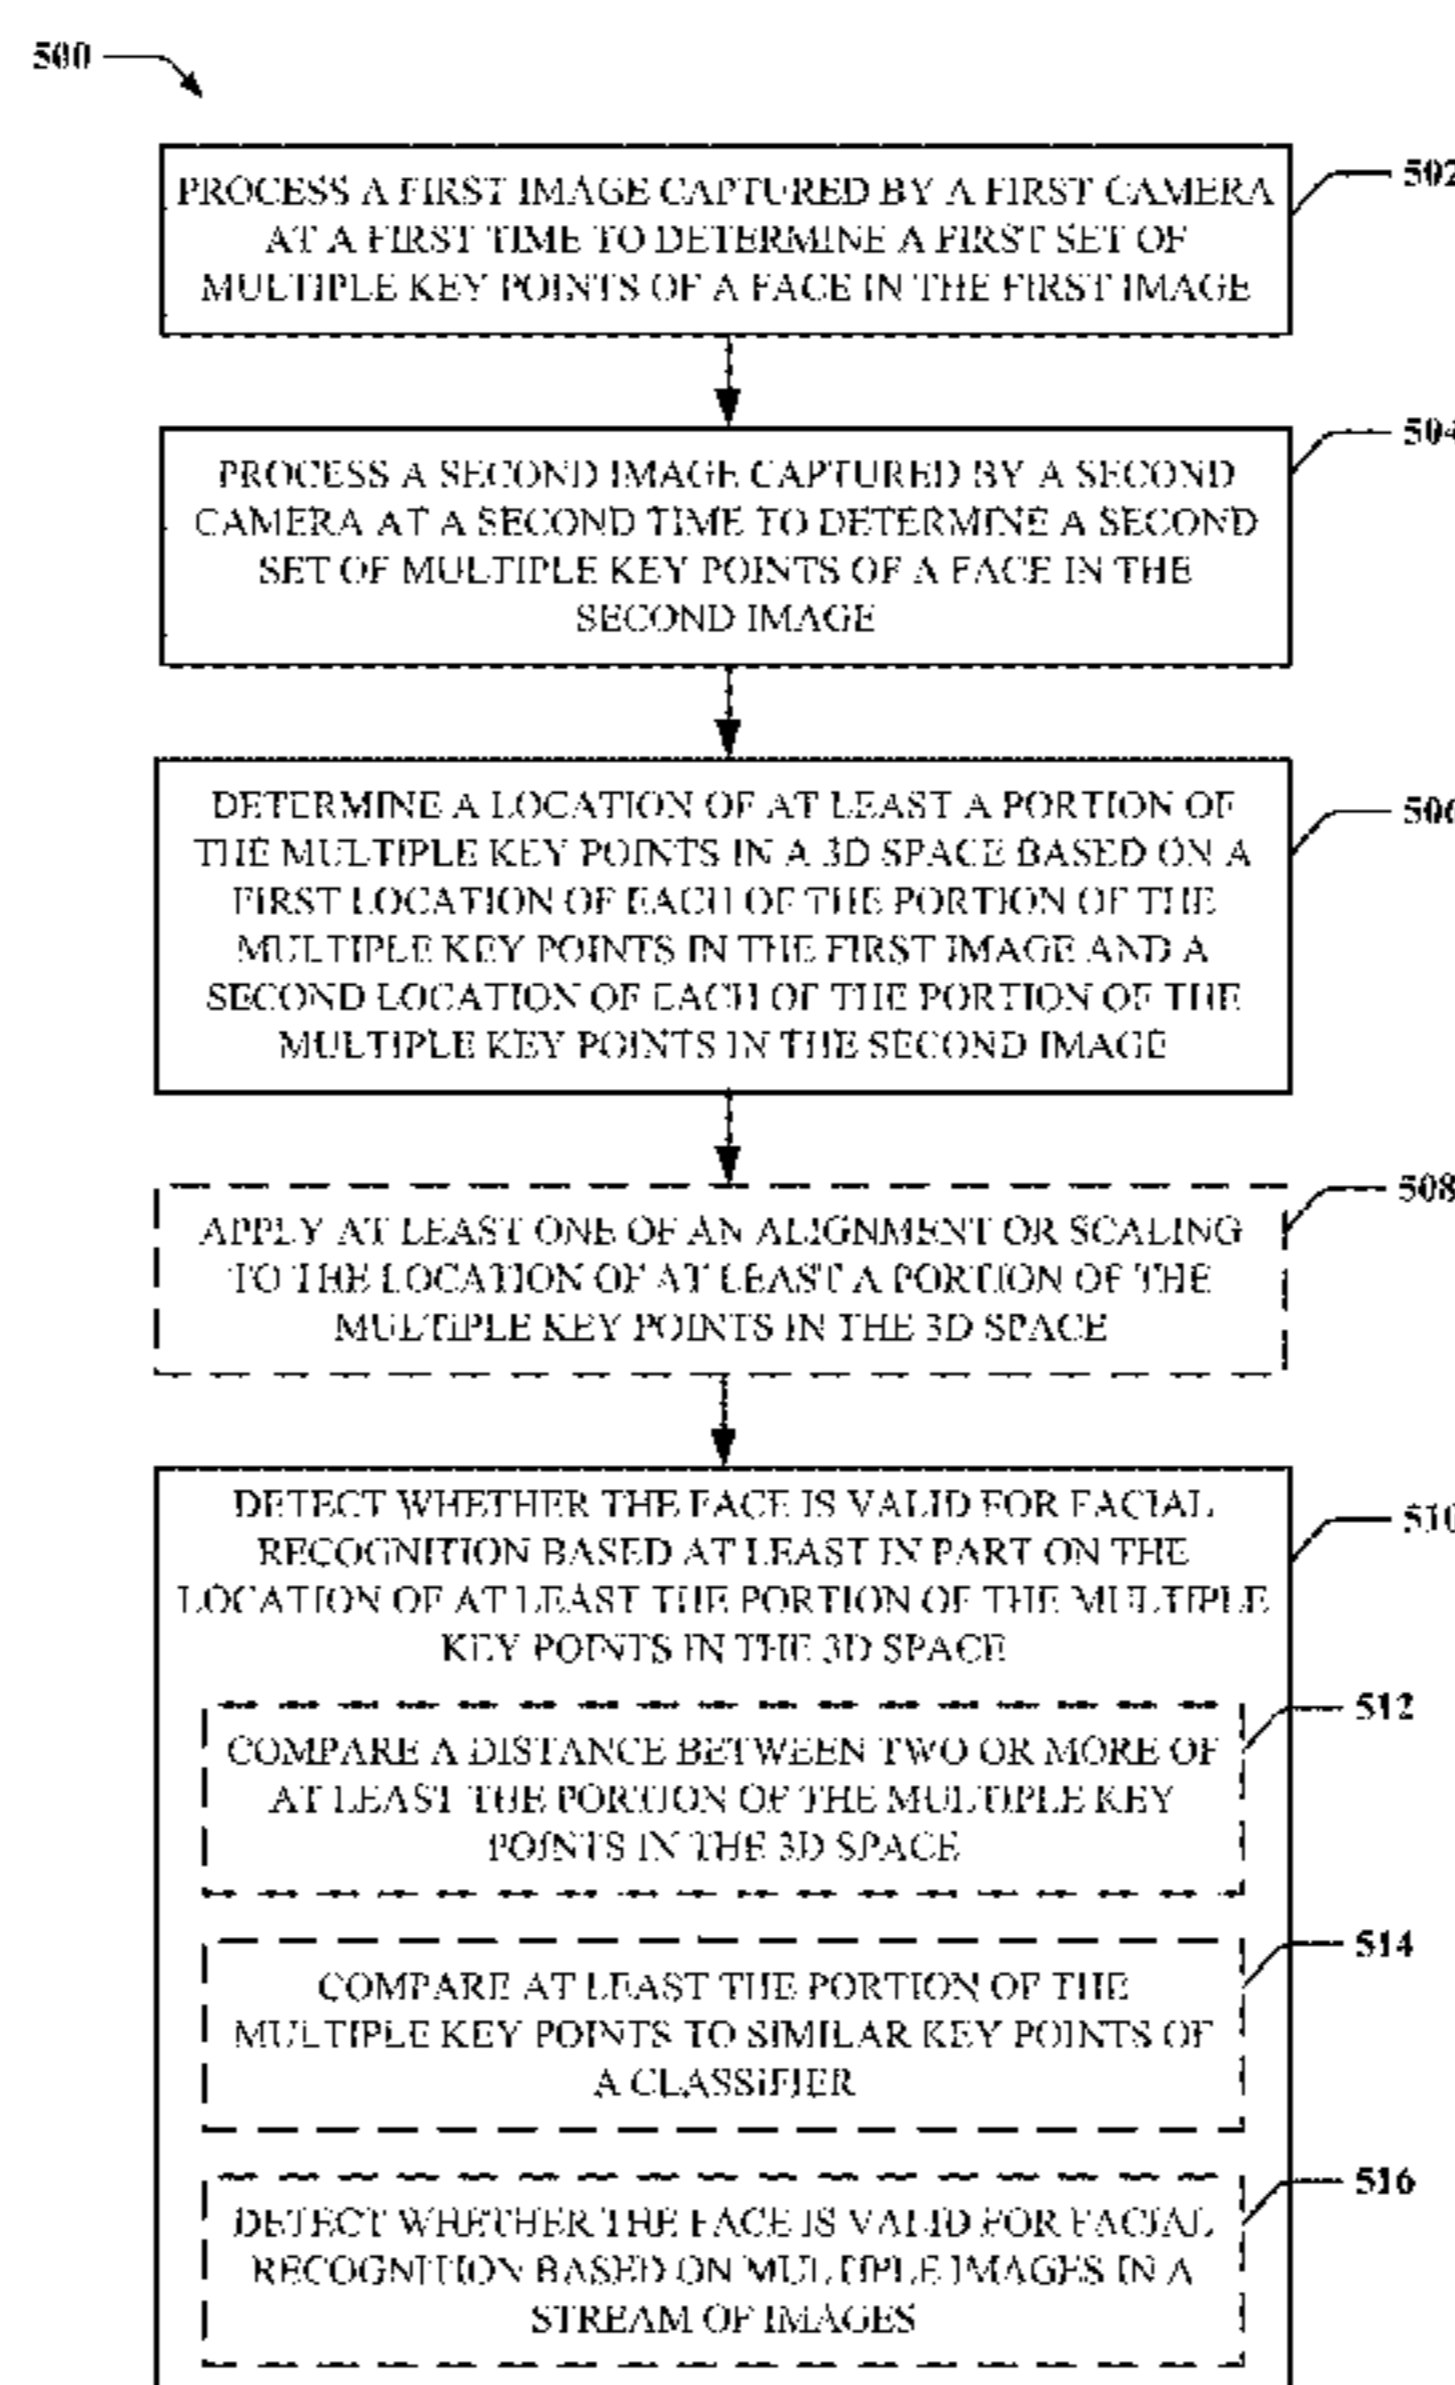 500
502
PROCESS A FIRST IMAGE CAPTURED BY A FIRST CAMERA
AT A FIRST TIME TO DETERMINE A FIRST SET OF
MULTIPLE KEY POINTS OF A FACE IN THE FIRST IMAGE
504
PROCESS A SECOND IMAGE CAPTURED BY A SECOND
CAMERA AT A SECOND TIME TO DETERMINE A SECOND
SET OF MULTIPLE KEY POINTS OF A FACE IN THE
SECOND IMAGE
506
DETERMINE A LOCATION OF AT LEAST A PORTION OF
THE MULTIPLE KEY POINTS IN A 3D SPACE BASED ON A
FIRST LOCATION OF EACH OF THE PORTION OF THE
MULTIPLE KEY POINTS IN THE FIRST IMAGE AND A
SECOND LOCATION OF EACH OF THE PORTION OF THE
MULTIPLE KEY POINTS IN THE SECOND IMAGE
508
APPLY AT LEAST ONE OF AN ALIGNMENT OR SCALING
TO THE LOCATION OF AT LEAST A PORTION OF THE
MULTIPLE KEY POINTS IN THE 3D SPACE
510
DETECT WHETHER THE FACE IS VALID FOR FACIAL
RECOGNITION BASED AT LEAST IN PART ON THE
LOCATION OF AT LEAST THE PORTION OF THE MULTIPLE
KEY POINTS IN THE 3D SPACE
512
COMPARE A DISTANCE BETWEEN TWO OR MORE OF
AT LEAST THE PORTION OF THE MULTIPLE KEY
POINTS IN THE 3D SPACE
514
COMPARE AT LEAST THE PORTION OF THE
MULTIPLE KEY POINTS TO SIMILAR KEY POINTS OF
A CLASSIFIER
516
DETECT WHETHER THE FACE IS VALID FOR FACIAL
RECOGNITION BASED ON MULTIPLE IMAGES IN A
STREAM OF IMAGES